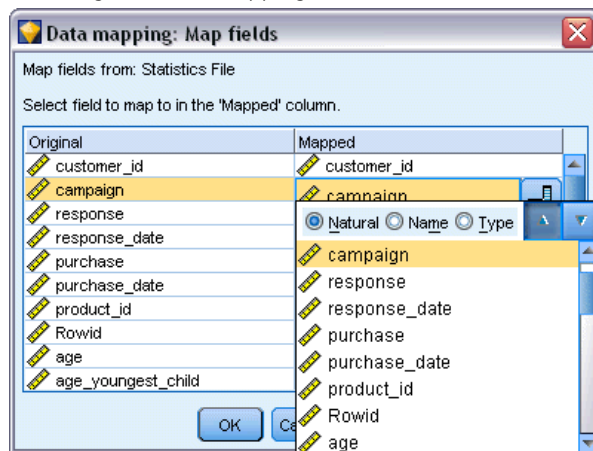 Data mapping: Map fields
Map fields from: Statistics File
Select field to map to in the 'Mapped' column.
Original Mapped
customer_id customer_id
campaign campaign
response
response_date
purchase
purchase_date
product_id
Rowid
age
age_youngest_child
Natural Name Type
campaign
response
response_date
purchase
purchase_date
product_id
Rowid
age
OK Ca